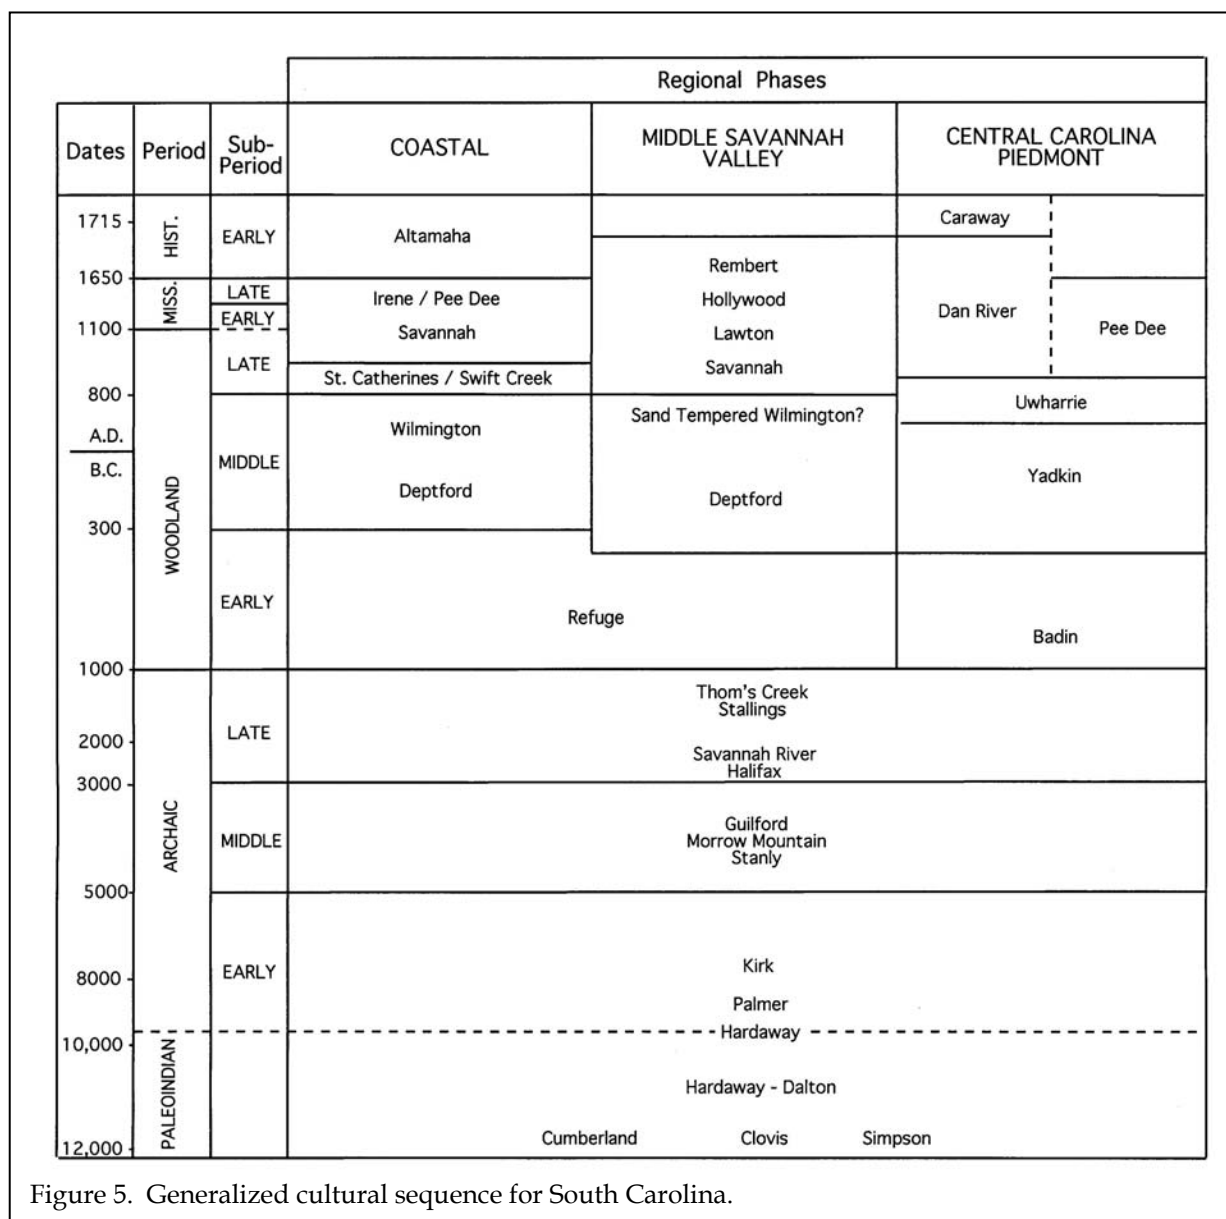 Regional Phases
Dates Period Sub-Period COASTAL MIDDLE SAVANNAH VALLEY CENTRAL CAROLINA PIEDMONT
1715 HIST. EARLY Altamaha Caraway
1650 Rembert
MISS. LATE Irene / Pee Dee Hollywood Dan River
EARLY
1100 Savannah Lawton Pee Dee
WOODLAND LATE St. Catherines / Swift Creek Savannah
800 Uwharrie
A.D. Wilmington Sand Tempered Wilmington?
B.C. MIDDLE Deptford Deptford Yadkin
300
EARLY Refuge Badin
1000
ARCHAIC LATE Thom's Creek
Stallings
2000 Savannah River
Halifax
3000
MIDDLE Guilford
Morrow Mountain
Stanly
5000
8000 EARLY Kirk
Palmer
Hardaway
10,000
PALEOINDIAN Hardaway - Dalton
12,000 Cumberland Clovis Simpson
Figure 5. Generalized cultural sequence for South Carolina.